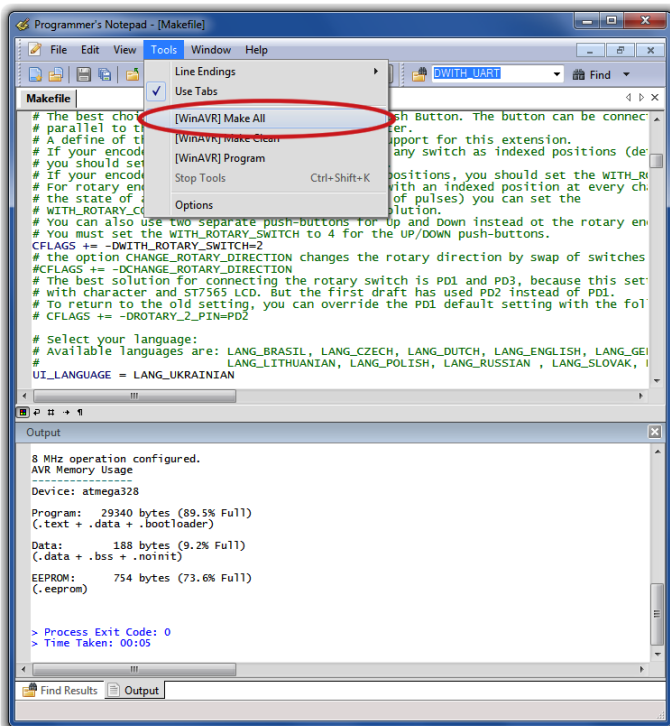 Programmer's Notepad - [Makefile]
File Edit View Tools Window Help
DWITH_UART Find
Line Endings
Use Tabs
[WinAVR] Make All
[WinAVR] Make Clean
[WinAVR] Program
Stop Tools Ctrl+Shift+K
Options
Makefile
# The best choi sh Button. The button can be connec
# parallel to th er.
# A define of th upport for this extension.
# If your encode any switch as indexed positions (de
# you should set
# If your encode ositions, you should set the WITH_R
# For rotary en with an indexed position at every cha
# the state of a of pulses) you can set the
# WITH_ROTARY_CO olution.
# You can also use two separate push-buttons for Up and Down instead of the rotary en
# You must set the WITH_ROTARY_SWITCH to 4 for the UP/DOWN push-buttons.
CFLAGS += -DWITH_ROTARY_SWITCH=2
# the option CHANGE_ROTARY_DIRECTION changes the rotary direction by swap of switches
#CFLAGS += -DCHANGE_ROTARY_DIRECTION
# The best solution for connecting the rotary switch is PD1 and PD3, because this set
# with character and ST7565 LCD. But the first draft has used PD2 instead of PD1.
# To return to the old setting, you can override the PD1 default setting with the fol
# CFLAGS += -DROTARY_2_PIN=PD2
# Select your language:
# Available languages are: LANG_BRASIL, LANG_CZECH, LANG_DUTCH, LANG_ENGLISH, LANG_GE
# LANG_LITHUANIAN, LANG_POLISH, LANG_RUSSIAN , LANG_SLOVAK,
UI_LANGUAGE = LANG_UKRAINIAN
Output
8 MHz operation configured.
AVR Memory Usage
----------------
Device: atmega328
Program: 29340 bytes (89.5% Full)
(.text + .data + .bootloader)
Data: 188 bytes (9.2% Full)
(.data + .bss + .noinit)
EEPROM: 754 bytes (73.6% Full)
(.eeprom)
> Process Exit Code: 0
> Time Taken: 00:05
Find Results Output